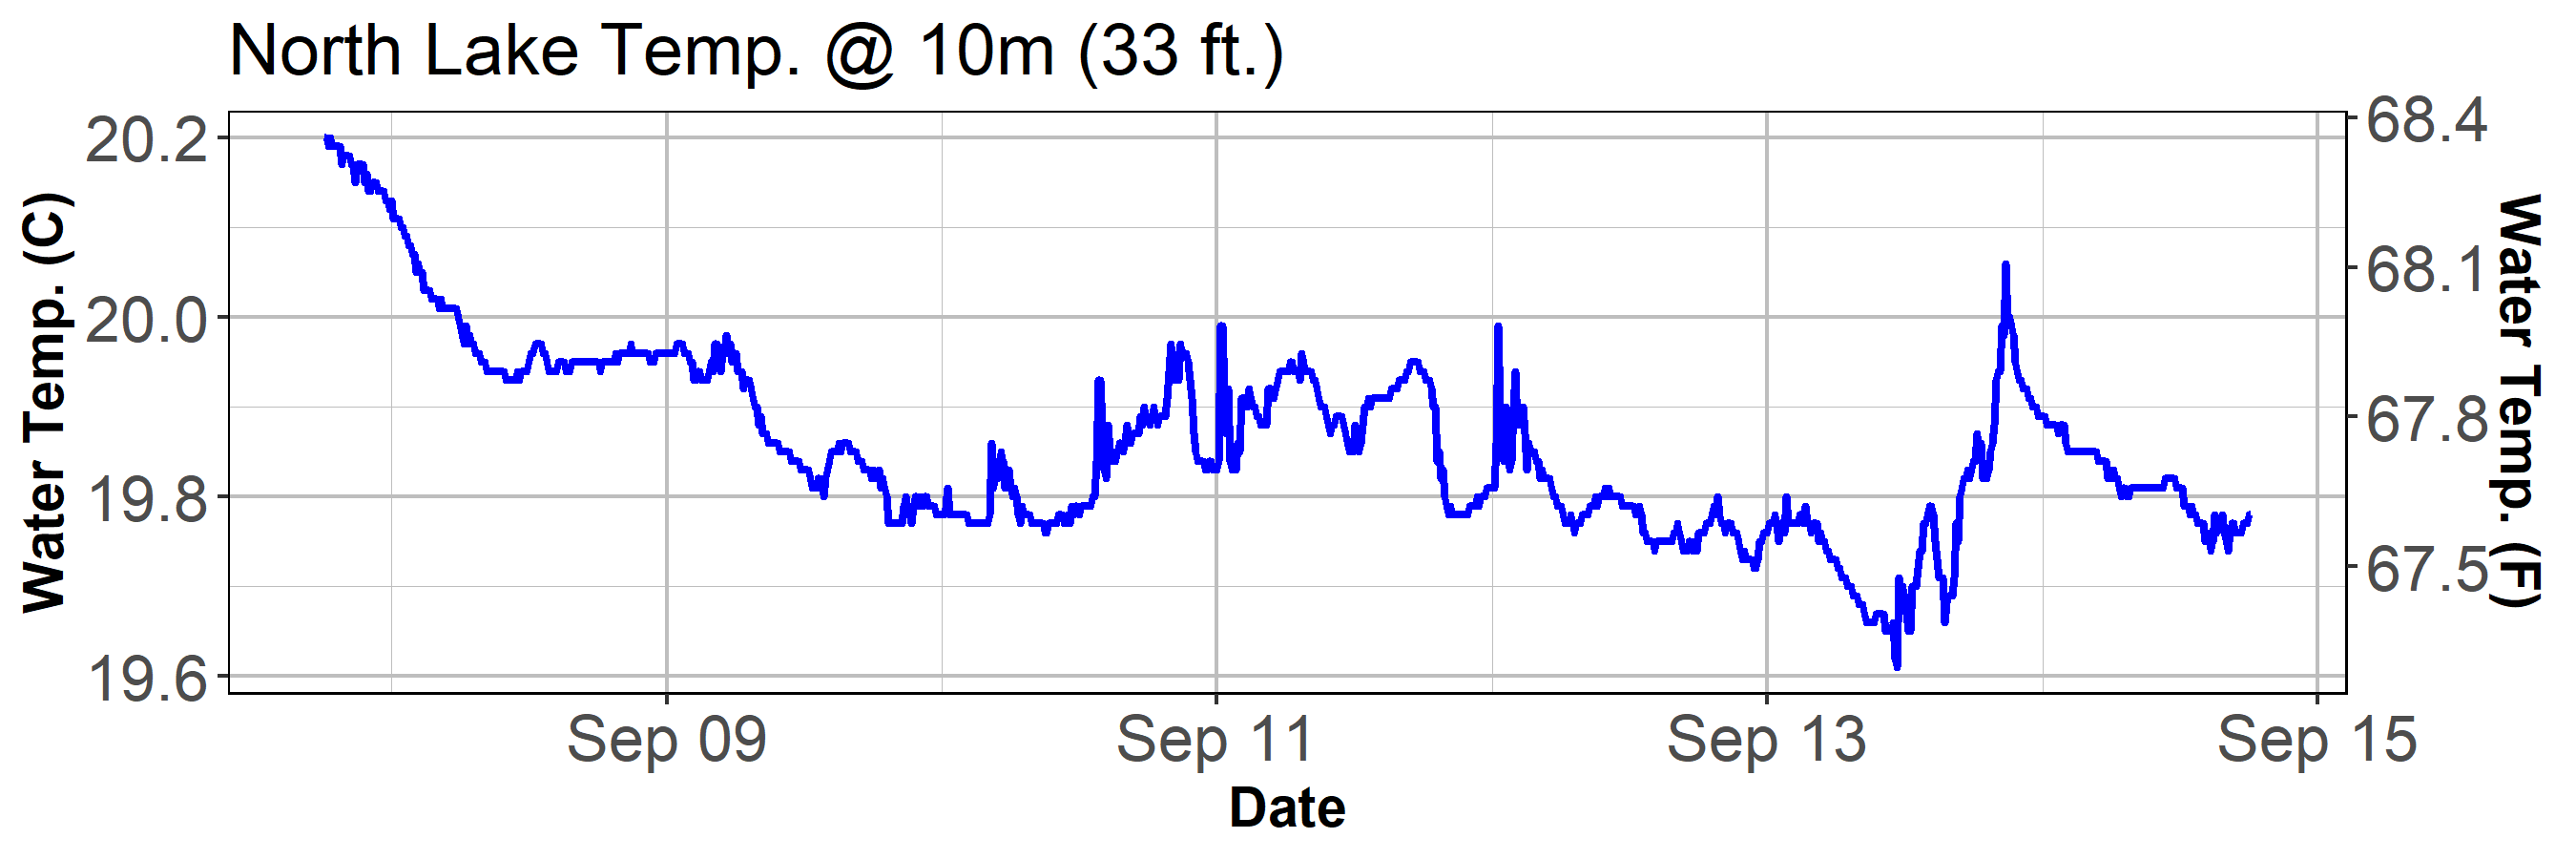 North Lake Temp. @ 10m (33 ft.)
Water Temp. (C)
20.2
20.0
19.8
19.6
68.4
68.1
67.8
67.5
Water Temp. (F)
Sep 09
Sep 11
Sep 13
Sep 15
Date